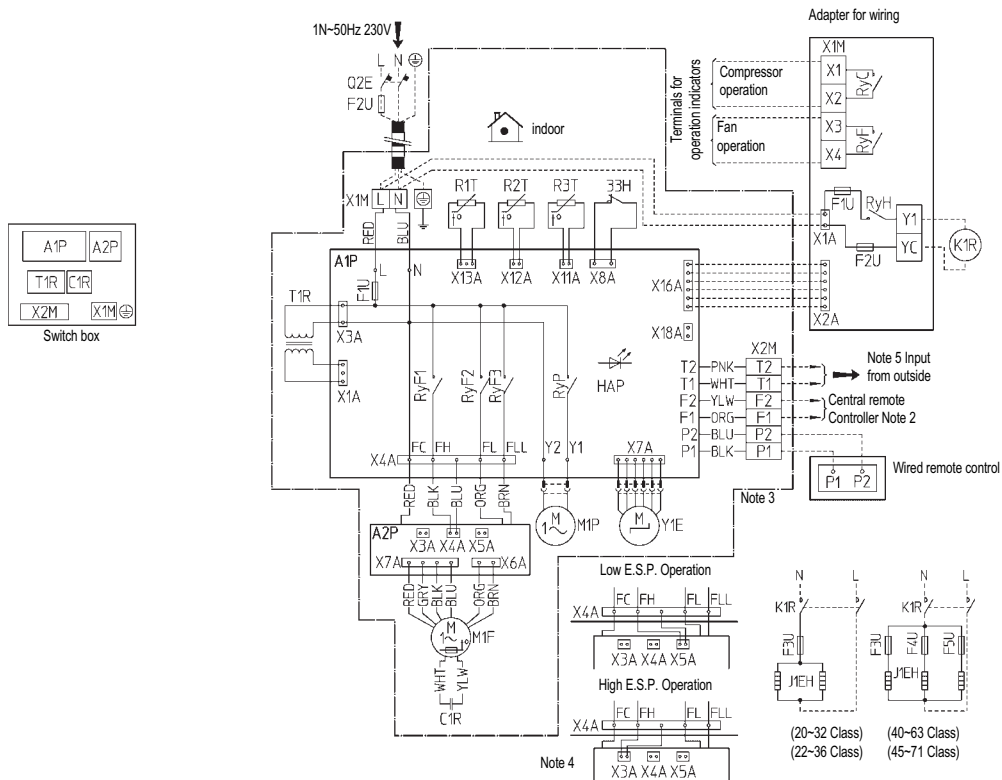 Adapter for wiring
1N~50Hz 230V
L N
Q2E
F2U
indoor
Terminals for
operation indicators
Compressor
operation
Fan
operation
X1M
X1
X2
X3
X4
RyC
RyF
F1U
RyH
X1A
F2U
Y1
YC
K1R
X2A
X1M
L N
RED
BLU
R1T
R2T
R3T
33H
t°
t°
t°
X13A
X12A
X11A
X8A
A1P
A2P
T1R
C1R
X2M
X1M
Switch box
A1P
L
N
F1U
T1R
X3A
X1A
RyF1
RyF2
RyF3
RyP
HAP
X16A
X18A
X2M
T2 PNK T2
T1 WHT T1
F2 YLW F2
F1 ORG F1
P2 BLU P2
P1 BLK P1
Note 5 Input
from outside
Central remote
Controller Note 2
P1 P2
Wired remote control
X4A
FC FH FL FLL
Y2 Y1
X7A
RED
BLK
BLU
ORG
BRN
M
1~
M1P
M
Y1E
Note 3
A2P
X3A X4A X5A
X7A
X6A
RED
GRY
BLK
BLU
ORG
BRN
M
1~
t°
M1F
WHT
YLW
C1R
Low E.S.P. Operation
X4A
FC FH FL FLL
X3A X4A X5A
High E.S.P. Operation
X4A
FC FH FL FLL
X3A X4A X5A
Note 4
N L
K1R
F3U
J1EH
(20~32 Class)
(22~36 Class)
N L
K1R
F3U
F4U
F5U
J1EH
(40~63 Class)
(45~71 Class)